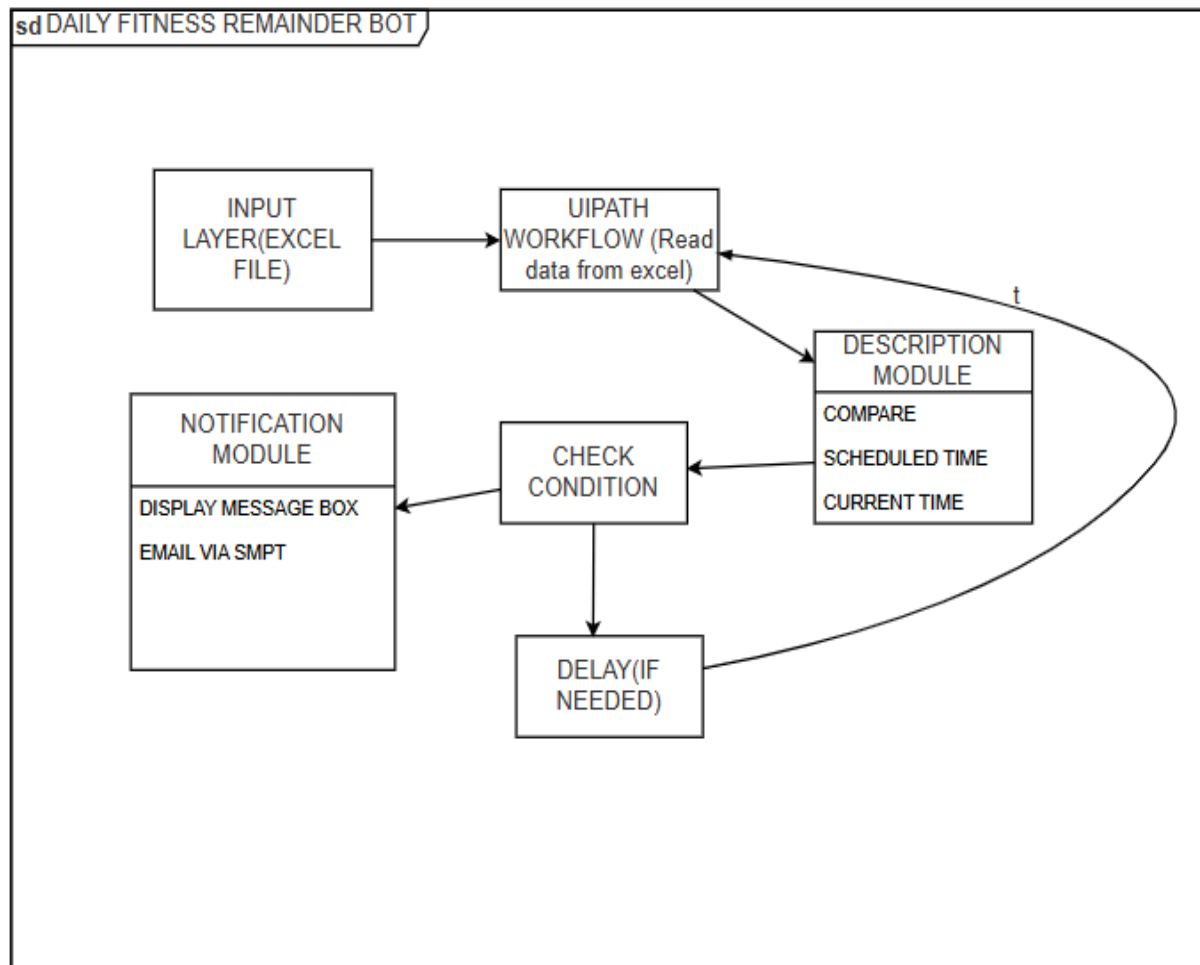 sd DAILY FITNESS REMAINDER BOT
INPUT
LAYER(EXCEL
FILE)
UIPATH
WORKFLOW (Read
data from excel)
t
DESCRIPTION
MODULE
COMPARE
SCHEDULED TIME
CURRENT TIME
CHECK
CONDITION
NOTIFICATION
MODULE
DISPLAY MESSAGE BOX
EMAIL VIA SMPT
DELAY(IF
NEEDED)